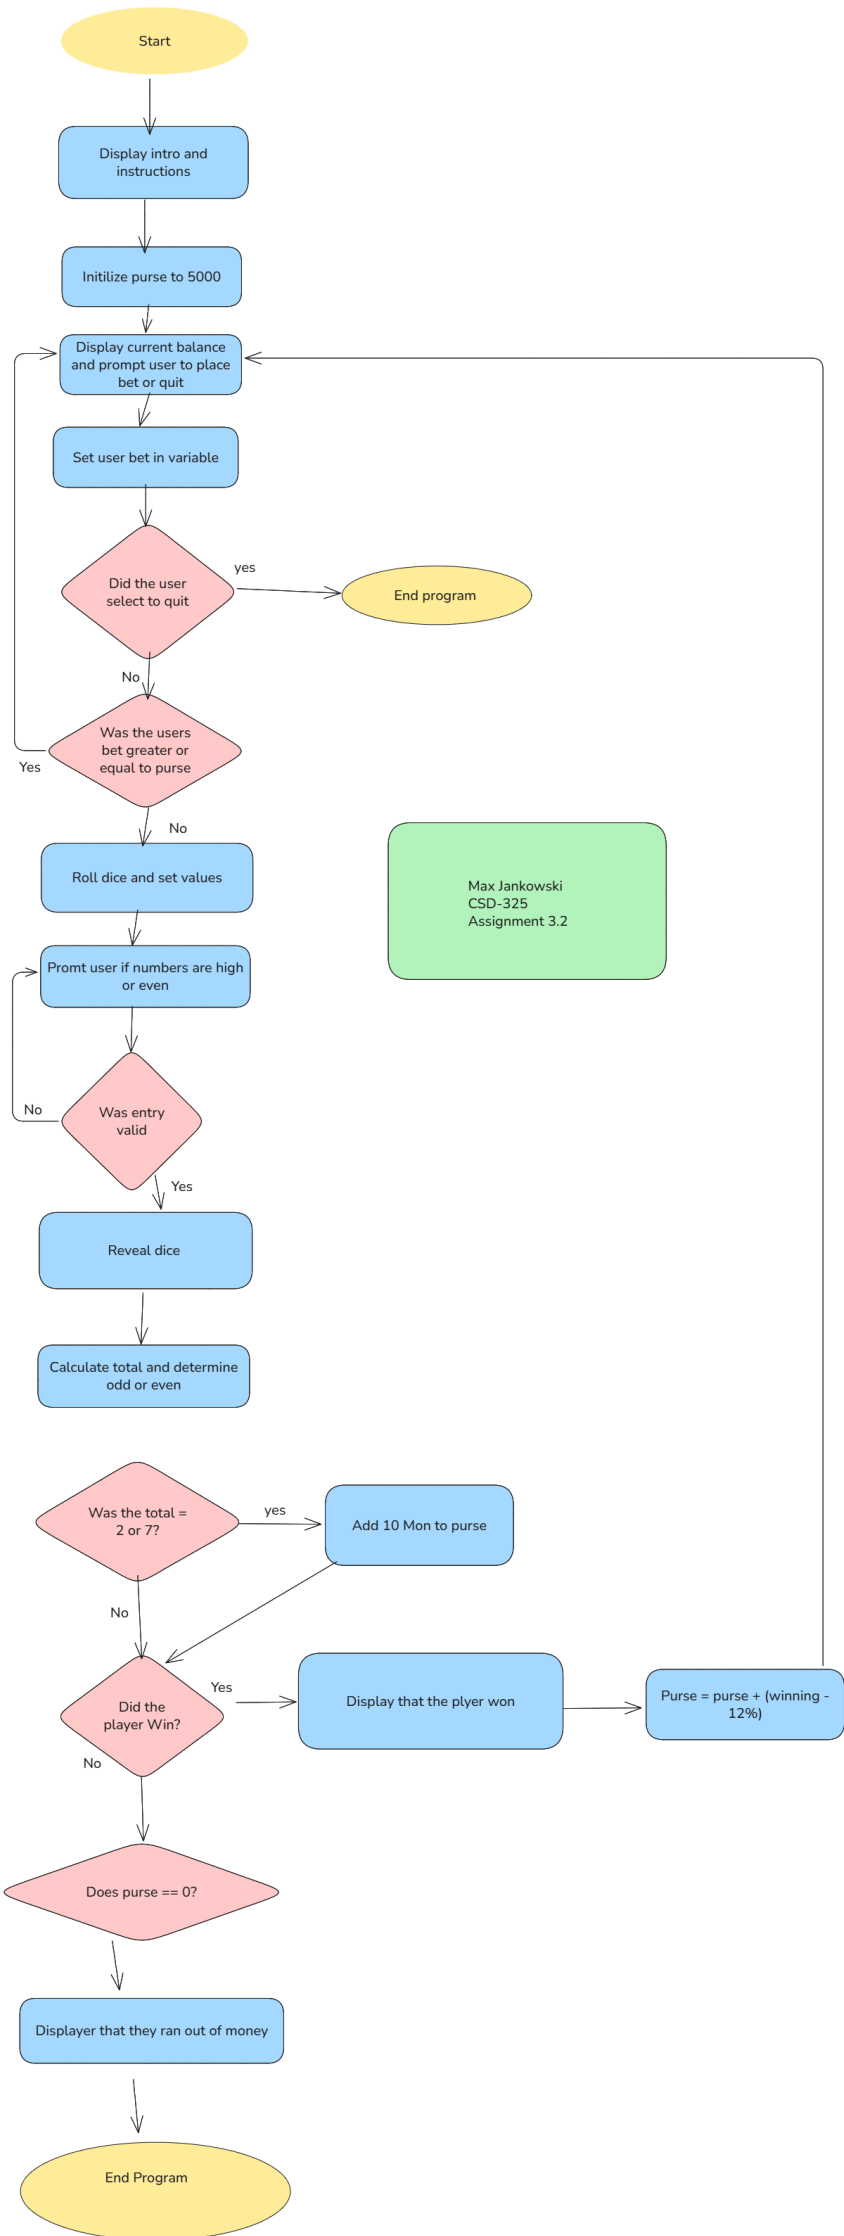 Start
Display intro and
instructions
Initilize purse to 5000
Display current balance
and prompt user to place
bet or quit
Set user bet in variable
Did the user
select to quit
yes
End program
No
Was the users
bet greater or
equal to purse
Yes
No
Roll dice and set values
Max Jankowski
CSD-325
Assignment 3.2
Promt user if numbers are high
or even
Was entry
valid
No
Yes
Reveal dice
Calculate total and determine
odd or even
Was the total =
2 or 7?
yes
Add 10 Mon to purse
No
Did the
player Win?
Yes
Display that the plyer won
Purse = purse + (winning -
12%)
No
Does purse == 0?
Displayer that they ran out of money
End Program